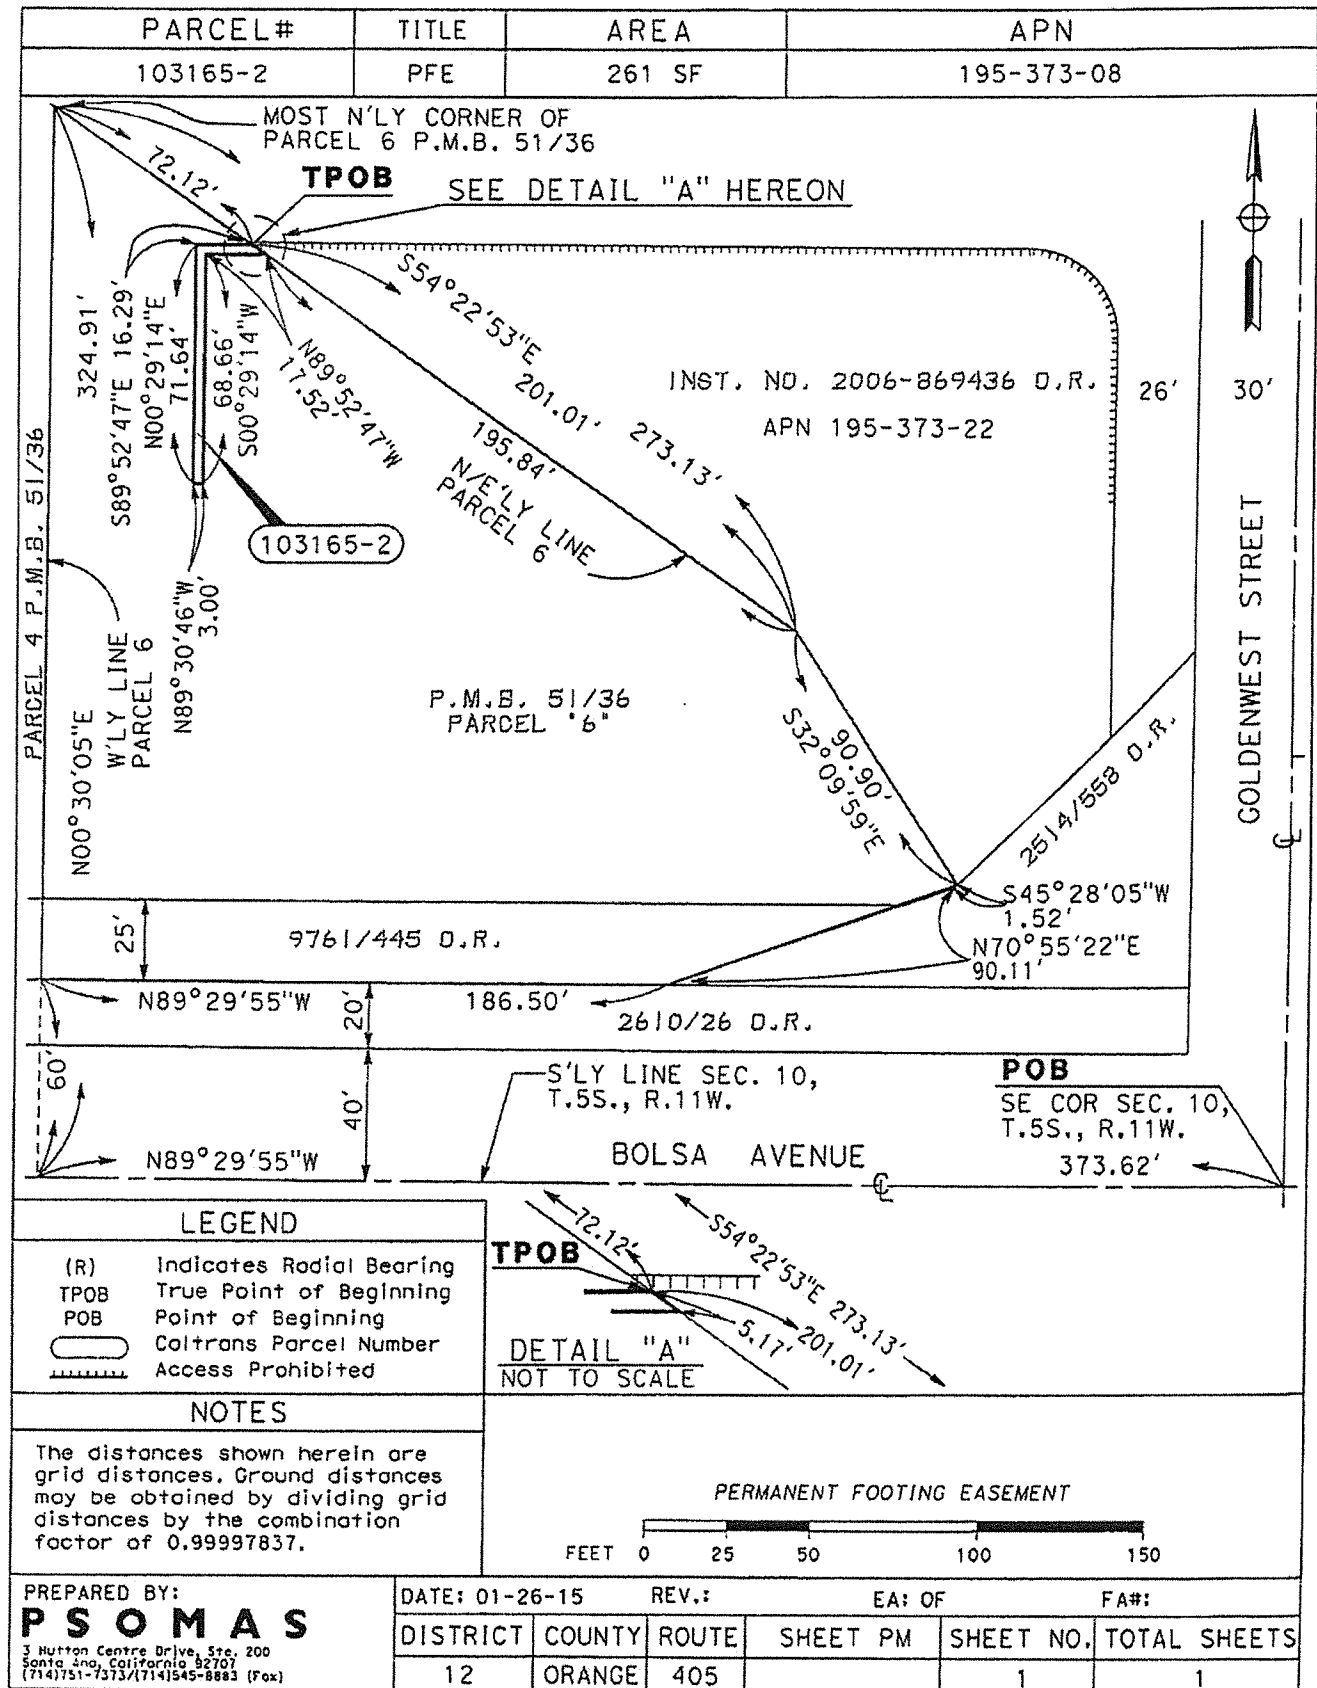 PARCEL# TITLE AREA APN
103165-2 PFE 261 SF 195-373-08
MOST N'LY CORNER OF
PARCEL 6 P.M.B. 51/36
72.12'
TPOB
SEE DETAIL "A" HEREON
324.91'
S89°52'47"E 16.29'
N00°29'14"E
71.64'
68.66'
S00°29'14"W
N89°52'47"W
17.52'
S54°22'53"E
201.01'
273.13'
195.84'
N/E'LY LINE
PARCEL 6
INST. NO. 2006-869436 O.R.
APN 195-373-22
26'
30'
GOLDENWEST STREET
103165-2
PARCEL 4 P.M.B. 51/36
W'LY LINE
PARCEL 6
N00°30'05"E
N89°30'46"W
3.00'
P.M.B. 51/36
PARCEL "6"
90.90'
S32°09'59"E
2514/558 O.R.
S45°28'05"W
1.52'
N70°55'22"E
90.11'
25'
9761/445 O.R.
N89°29'55"W
186.50'
20'
2610/26 O.R.
60'
40'
S'LY LINE SEC. 10,
T.5S., R.11W.
POB
SE COR SEC. 10,
T.5S., R.11W.
N89°29'55"W
BOLSA AVENUE
373.62'
LEGEND
(R) Indicates Radial Bearing
TPOB True Point of Beginning
POB Point of Beginning
Caltrans Parcel Number
Access Prohibited
72.12'
TPOB
S54°22'53"E 273.13'
5.17'
201.01'
DETAIL "A"
NOT TO SCALE
NOTES
The distances shown herein are
grid distances. Ground distances
may be obtained by dividing grid
distances by the combination
factor of 0.99997837.
PERMANENT FOOTING EASEMENT
FEET 0 25 50 100 150
PREPARED BY:
PSOMAS
3 Hutton Centre Drive, Ste. 200
Santa Ana, California 92707
(714)751-7373/(714)545-8883 (Fax)
DATE: 01-26-15 REV.: EA: OF FA#:
DISTRICT COUNTY ROUTE SHEET PM SHEET NO. TOTAL SHEETS
12 ORANGE 405 1 1